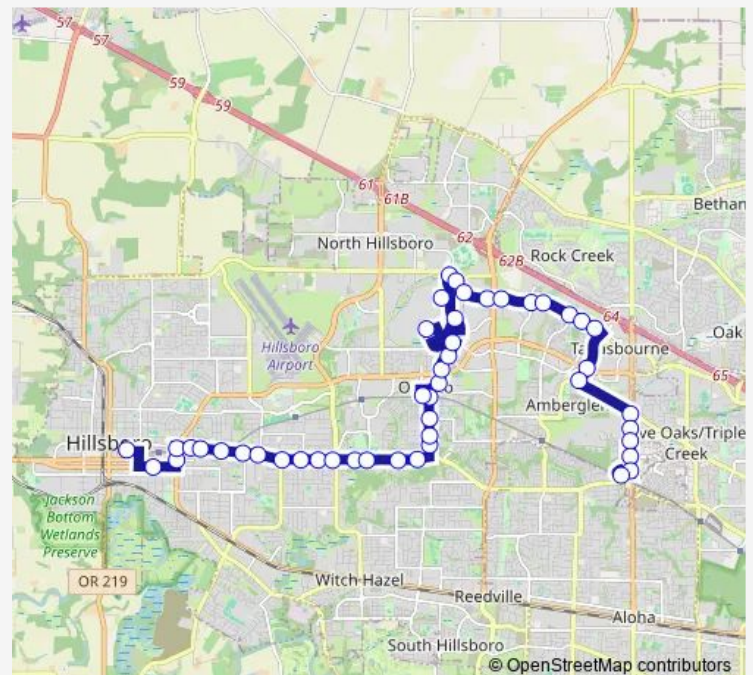 57
57
59
59
61
61B
Bethan
North Hillsboro
62
62B
Rock Creek
64
Hillsboro
Airport
Oak
65
Hillsboro
Creek
Jackson
Bottom
Wetlands
Preserve
OR 219
Witch Hazel
Reedville
Aloha
South Hillsboro
© OpenStreetMap contributors